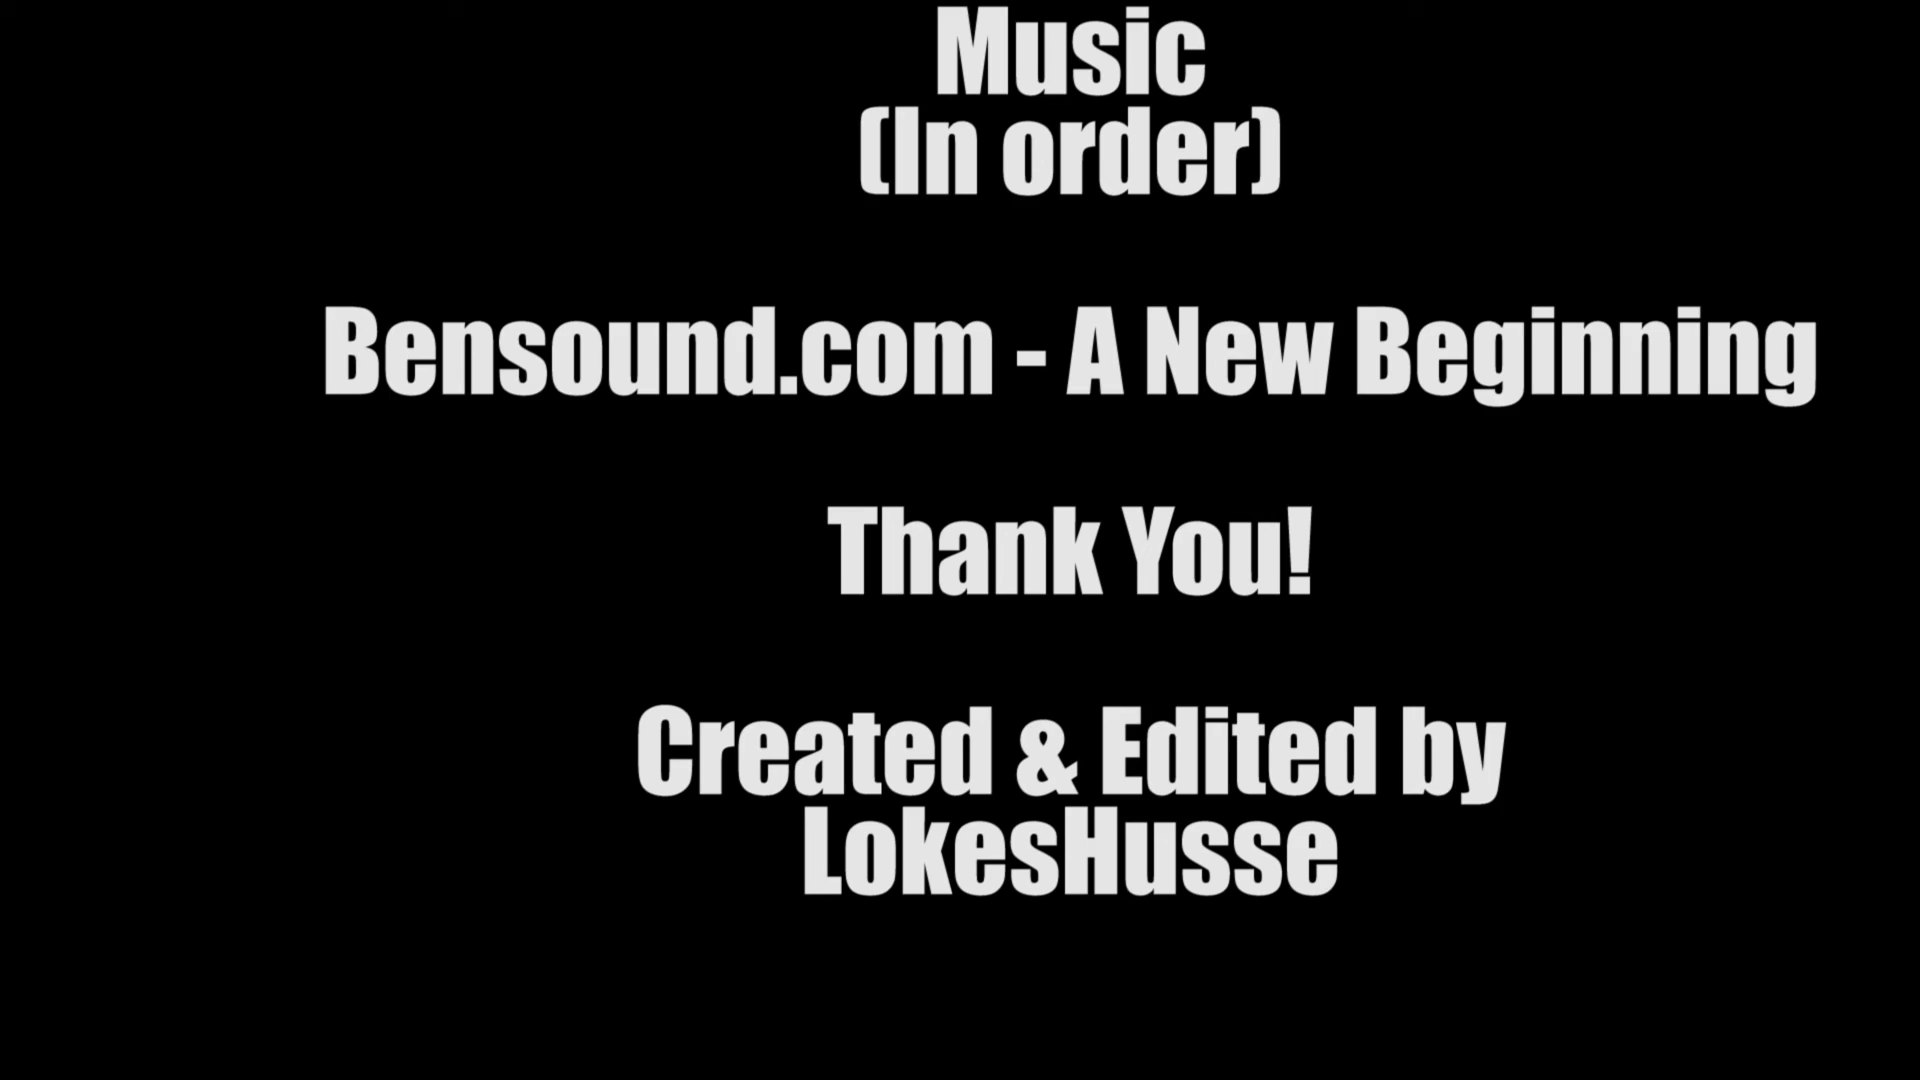 Music
(In order)
Bensound.com - A New Beginning
Thank You!
Created & Edited by
LokesHusse